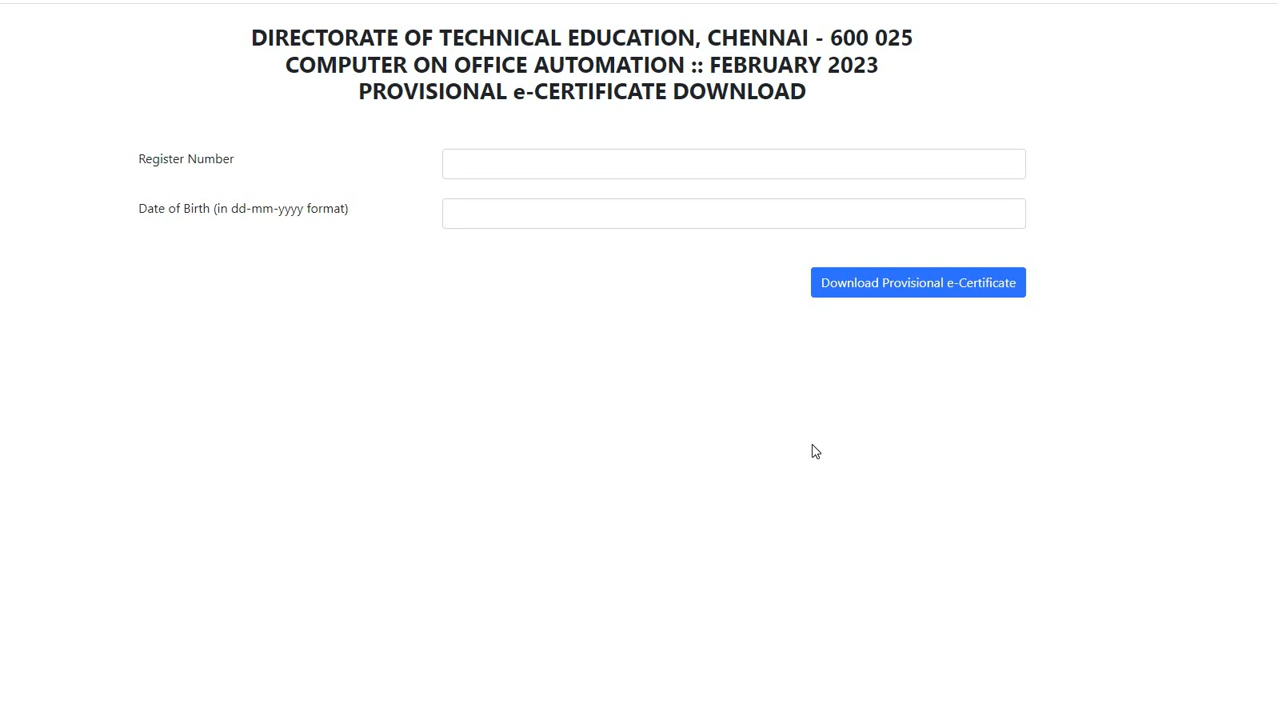 DIRECTORATE OF TECHNICAL EDUCATION, CHENNAI - 600 025
COMPUTER ON OFFICE AUTOMATION :: FEBRUARY 2023
PROVISIONAL e-CERTIFICATE DOWNLOAD
Register Number
Date of Birth (in dd-mm-yyyy format)
Download Provisional e-Certificate